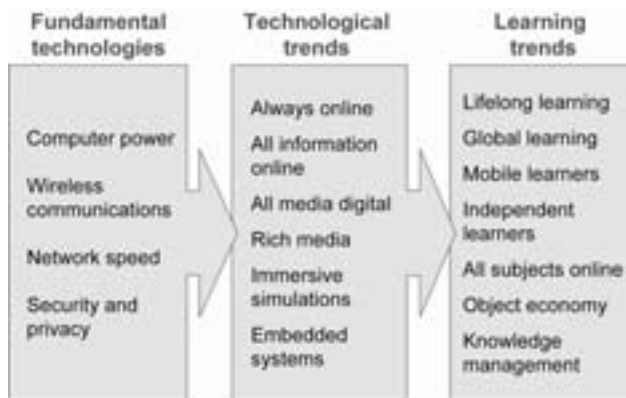 Fundamental
technologies
Computer power
Wireless
communications
Network speed
Security and
privacy
Technological
trends
Always online
All information
online
All media digital
Rich media
Immersive
simulations
Embedded
systems
Learning
trends
Lifelong learning
Global learning
Mobile learners
Independent
learners
All subjects online
Object economy
Knowledge
management